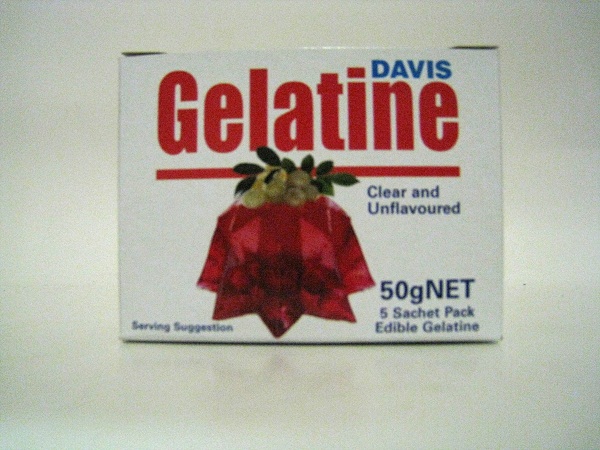 DAVIS
Gelatine
Clear and
Unflavoured
50gNET
5 Sachet Pack
Edible Gelatine
Serving Suggestion